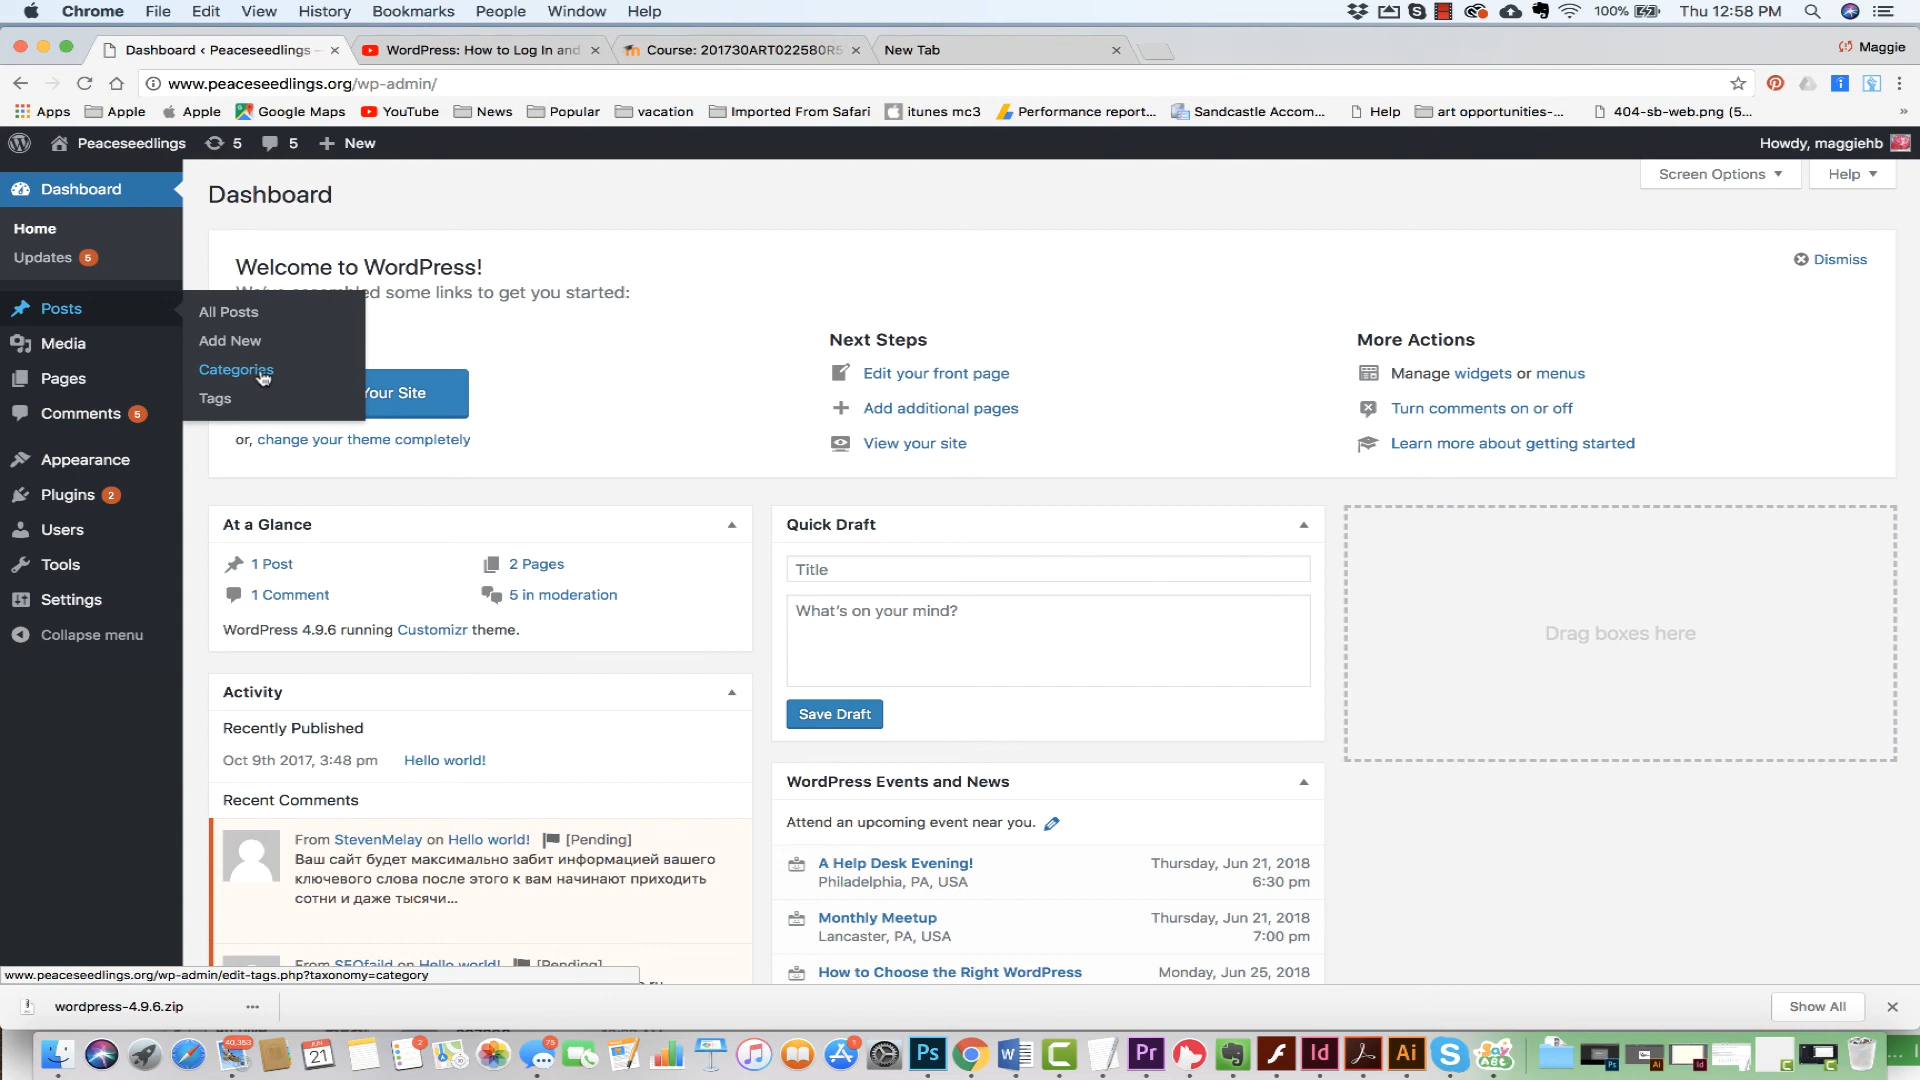 Chrome File Edit View History Bookmarks People Window Help 100% Thu 12:58 PM
Dashboard ‹ Peaceseedlings — WordPress: How to Log In and Course: 201730ART022580R5 New Tab Maggie
www.peaceseedlings.org/wp-admin/
Apps Apple Apple Google Maps YouTube News Popular vacation Imported From Safari itunes mc3 Performance report... Sandcastle Accom... Help art opportunities-... 404-sb-web.png (5... »
Peaceseedlings 5 5 New Howdy, maggiehb
Dashboard
Home
Updates 5
Posts
Media
Pages
Comments 5
Appearance
Plugins 2
Users
Tools
Settings
Collapse menu
All Posts
Add New
Categories
Tags
Dashboard
Screen Options Help
Welcome to WordPress!
We've assembled some links to get you started:
Dismiss
Your Site
or, change your theme completely
Next Steps
Edit your front page
Add additional pages
View your site
More Actions
Manage widgets or menus
Turn comments on or off
Learn more about getting started
At a Glance
1 Post 2 Pages
1 Comment 5 in moderation
WordPress 4.9.6 running Customizr theme.
Activity
Recently Published
Oct 9th 2017, 3:48 pm Hello world!
Recent Comments
From StevenMelay on Hello world! [Pending]
Ваш сайт будет максимально забит информацией вашего
ключевого слова после этого к вам начинают приходить
сотни и даже тысячи...
From SEOfaild on Hello world! [Pending]
Quick Draft
Title
What's on your mind?
Save Draft
WordPress Events and News
Attend an upcoming event near you.
A Help Desk Evening! Thursday, Jun 21, 2018
Philadelphia, PA, USA 6:30 pm
Monthly Meetup Thursday, Jun 21, 2018
Lancaster, PA, USA 7:00 pm
How to Choose the Right WordPress Monday, Jun 25, 2018
Drag boxes here
www.peaceseedlings.org/wp-admin/edit-tags.php?taxonomy=category
wordpress-4.9.6.zip Show All
40,353 JUN 21 2 75 1 Ps W Pr Id Ai